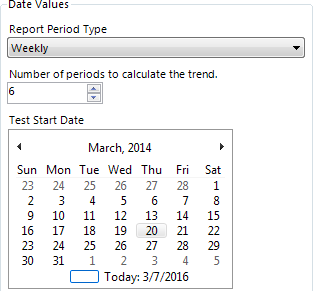 Date Values
Report Period Type
Weekly
Number of periods to calculate the trend.
6
Test Start Date
March, 2014
Sun Mon Tue Wed Thu Fri Sat
23 24 25 26 27 28 1
2 3 4 5 6 7 8
9 10 11 12 13 14 15
16 17 18 19 20 21 22
23 24 25 26 27 28 29
30 31 1 2 3 4 5
Today: 3/7/2016